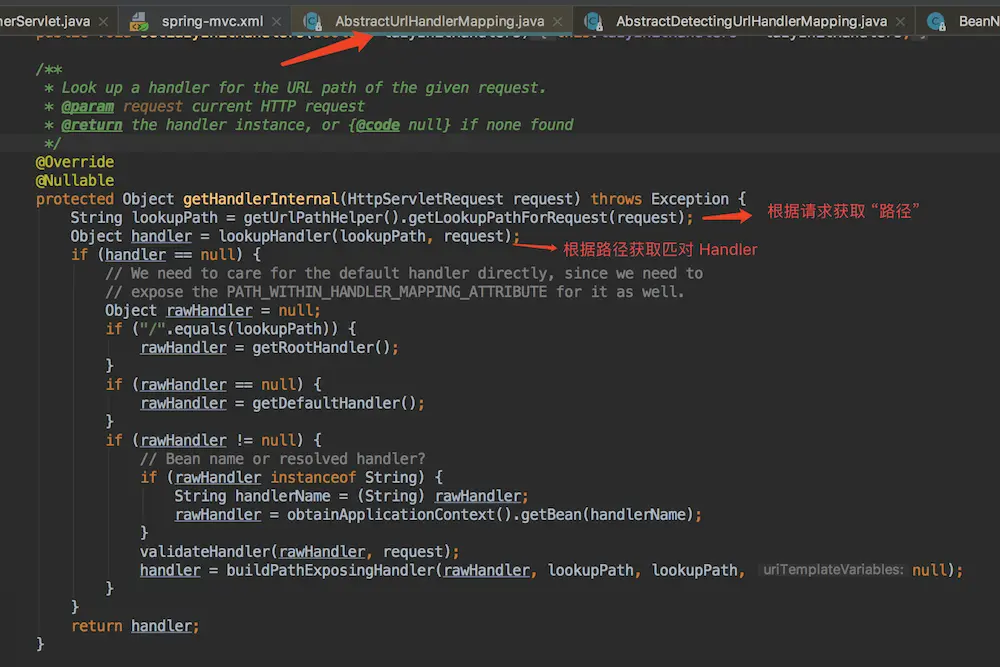 nerServlet.java × spring-mvc.xml × AbstractUrlHandlerMapping.java × AbstractDetectingUrlHandlerMapping.java × BeanN
/**
* Look up a handler for the URL path of the given request.
* @param request current HTTP request
* @return the handler instance, or {@code null} if none found
*/
@Override
@Nullable
protected Object getHandlerInternal(HttpServletRequest request) throws Exception {
String lookupPath = getUrlPathHelper().getLookupPathForRequest(request); 根据请求获取 “路径”
Object handler = lookupHandler(lookupPath, request); 根据路径获取匹对 Handler
if (handler == null) {
// We need to care for the default handler directly, since we need to
// expose the PATH_WITHIN_HANDLER_MAPPING_ATTRIBUTE for it as well.
Object rawHandler = null;
if ("/".equals(lookupPath)) {
rawHandler = getRootHandler();
}
if (rawHandler == null) {
rawHandler = getDefaultHandler();
}
if (rawHandler != null) {
// Bean name or resolved handler?
if (rawHandler instanceof String) {
String handlerName = (String) rawHandler;
rawHandler = obtainApplicationContext().getBean(handlerName);
}
validateHandler(rawHandler, request);
handler = buildPathExposingHandler(rawHandler, lookupPath, lookupPath, uriTemplateVariables: null);
}
}
return handler;
}